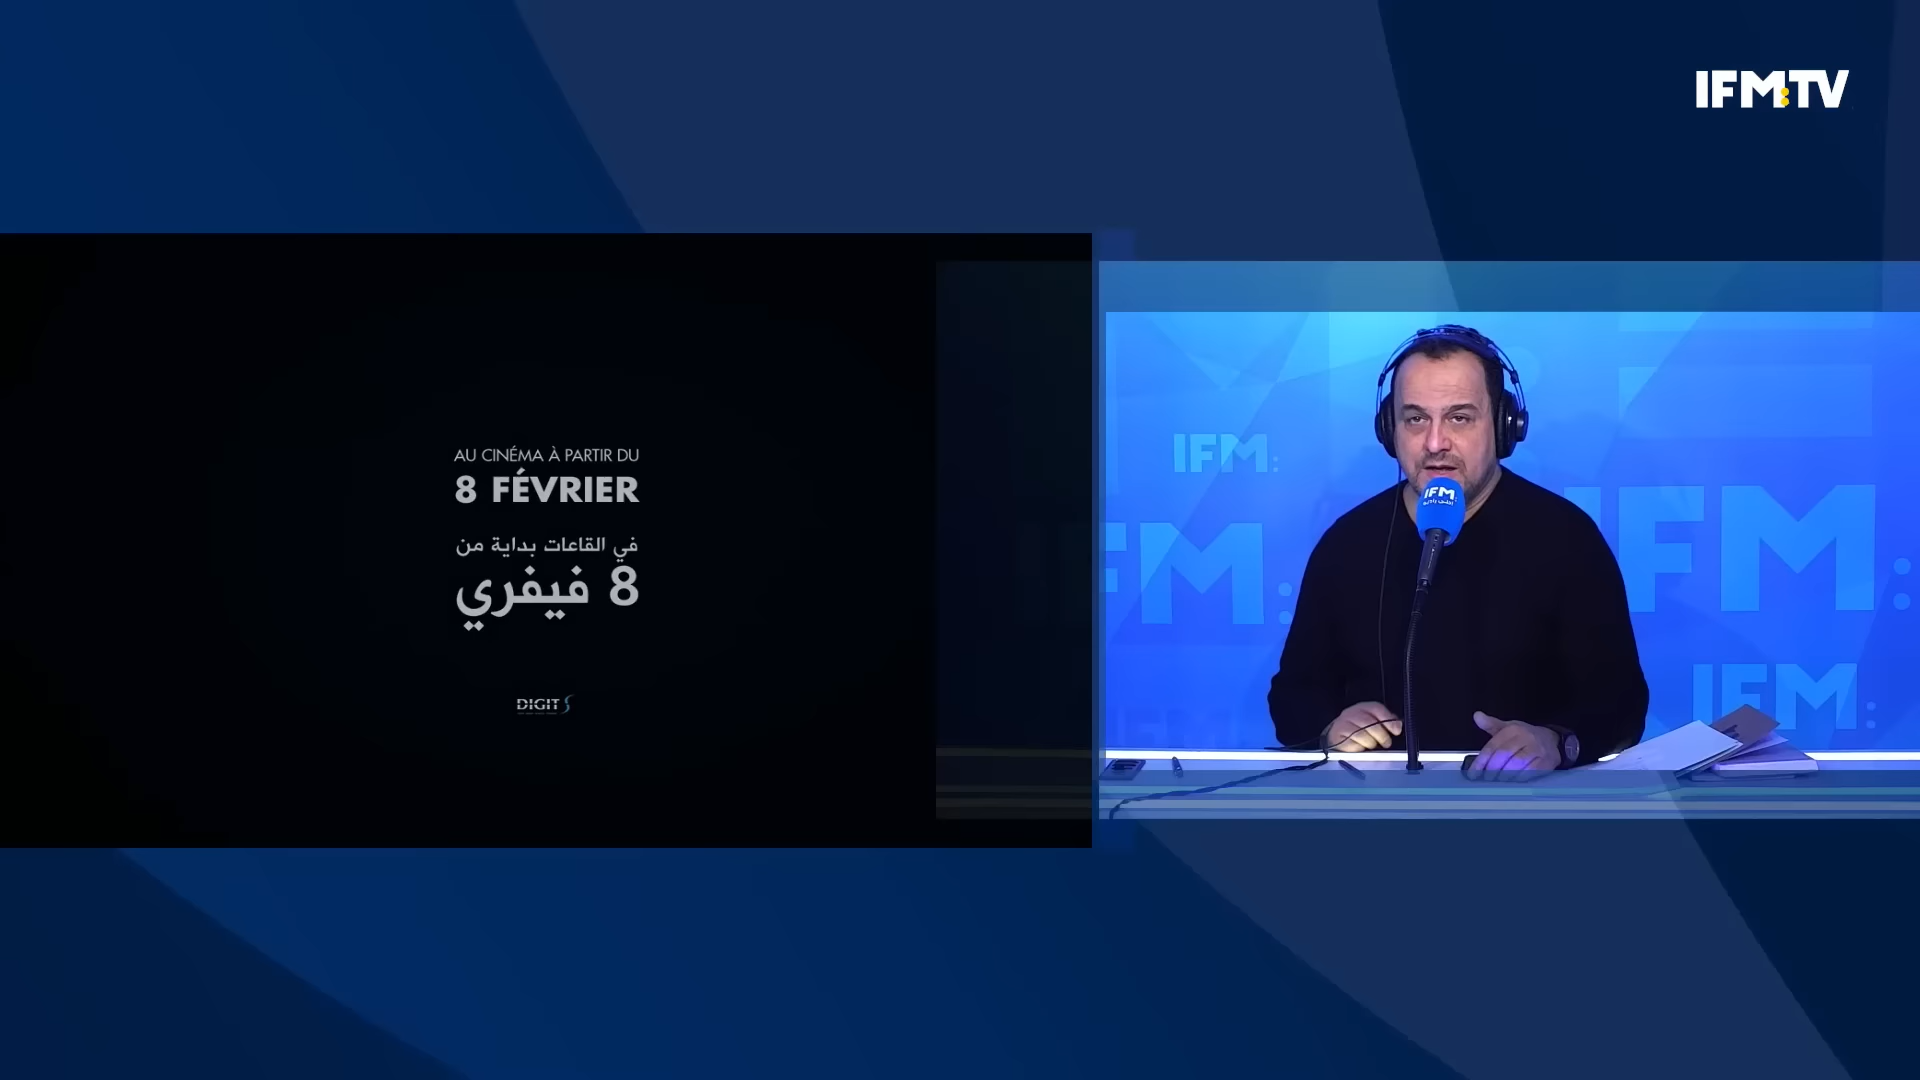 IFM:TV
AU CINÉMA À PARTIR DU
8 FÉVRIER
في القاعات بداية من
8 فيفري
DIGIT S
IFM:
IFM:
IFM:
IFM:
IFM: